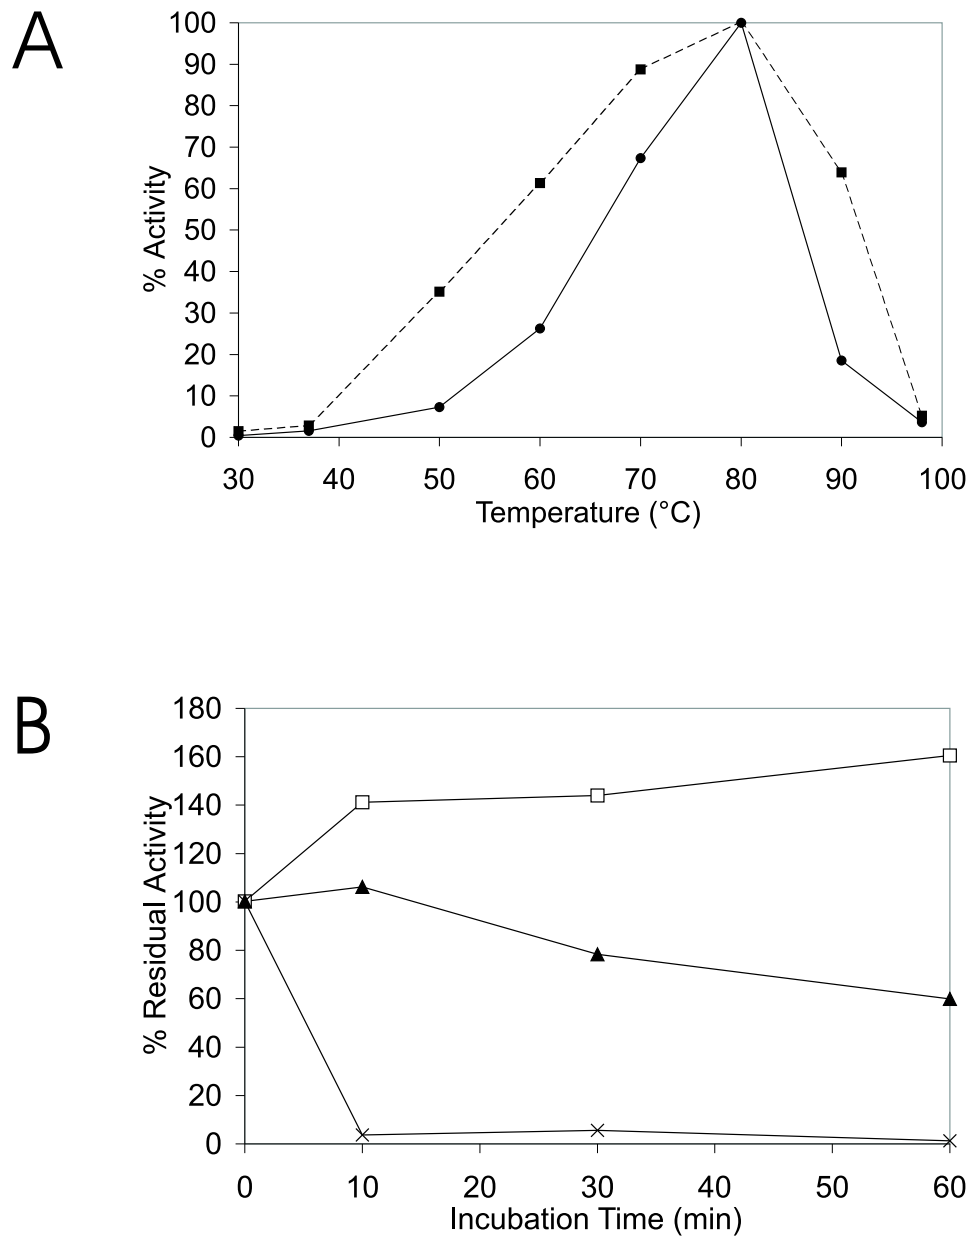 A
100
90
80
70
60
50
40
30
20
10
0
% Activity
30 40 50 60 70 80 90 100
Temperature (°C)
B
180
160
140
120
100
80
60
40
20
0
% Residual Activity
0 10 20 30 40 50 60
Incubation Time (min)